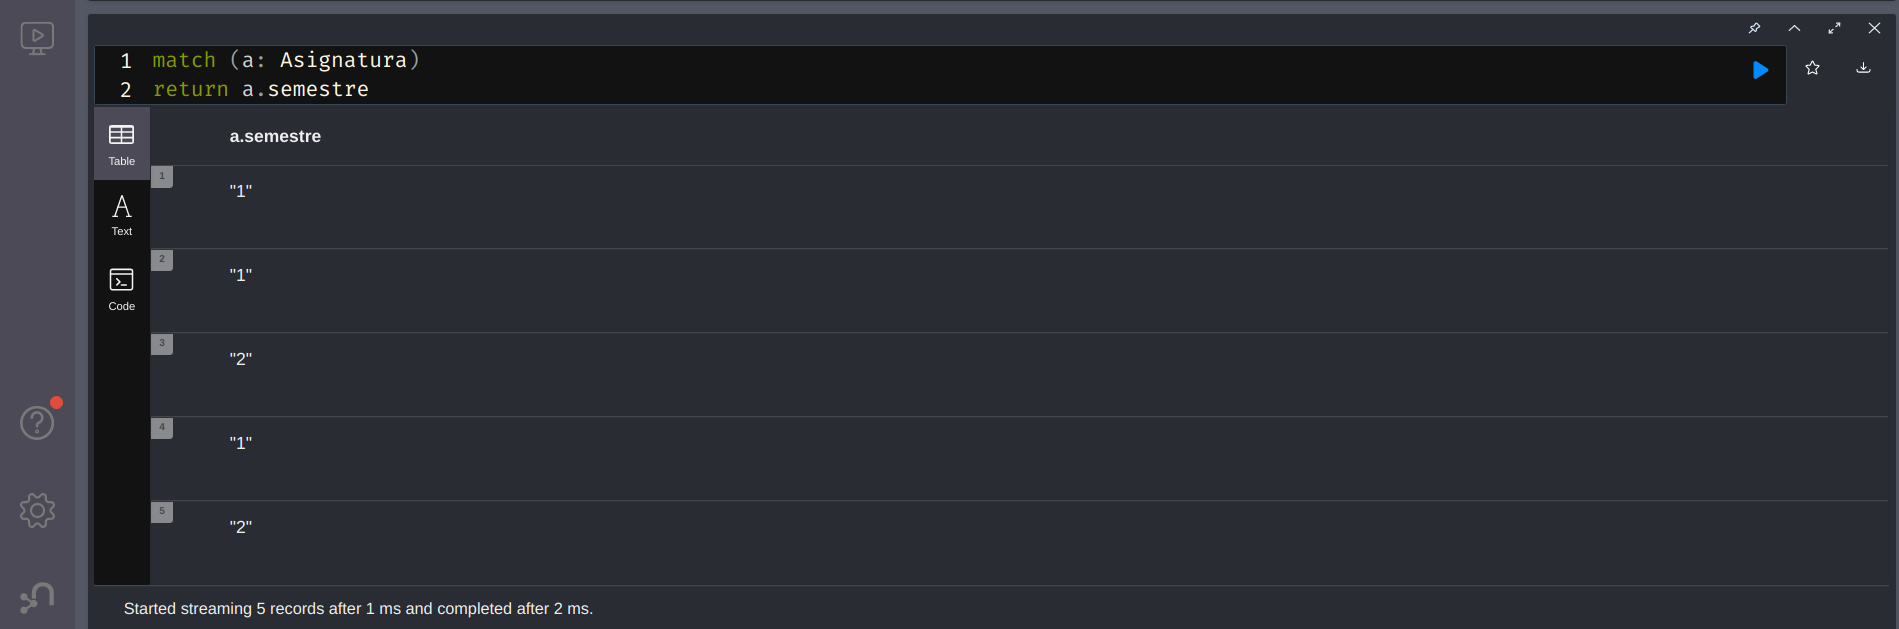 1 match (a: Asignatura)
2 return a.semestre
Table
Text
Code
a.semestre
1
"1"
2
"1"
3
"2"
4
"1"
5
"2"
Started streaming 5 records after 1 ms and completed after 2 ms.